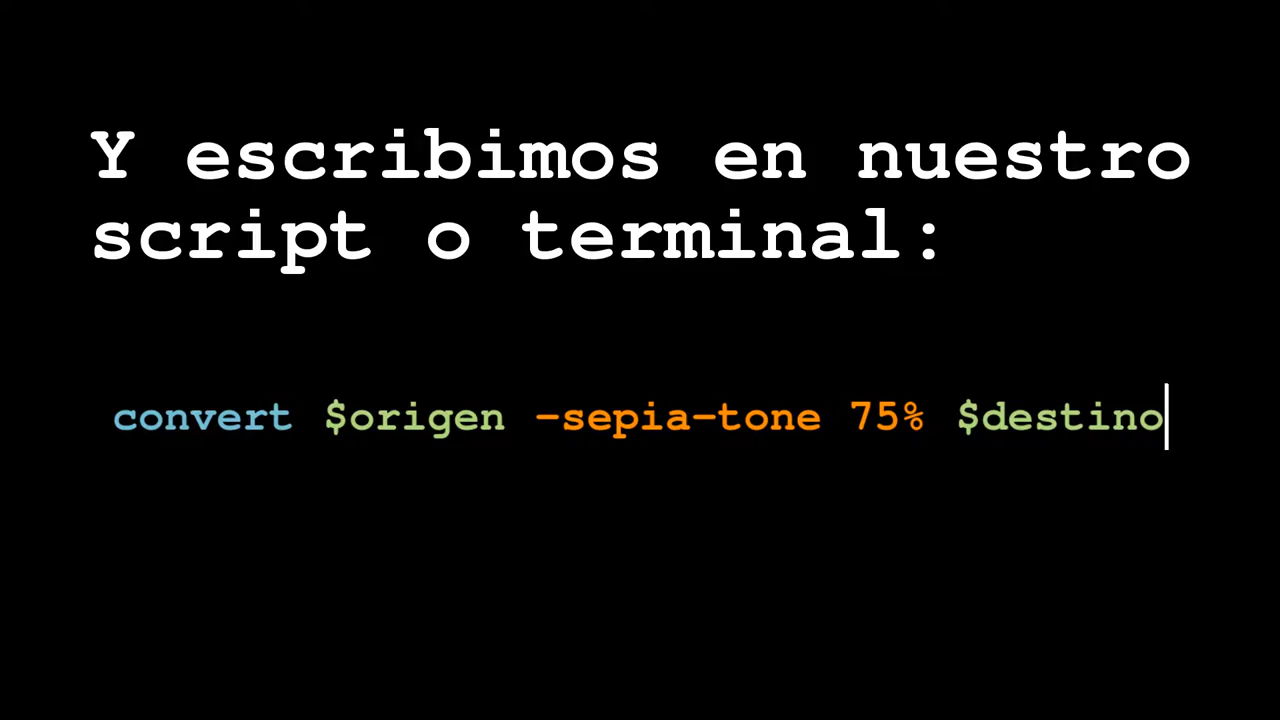 Y escribimos en nuestro
script o terminal:
convert $origen -sepia-tone 75% $destino